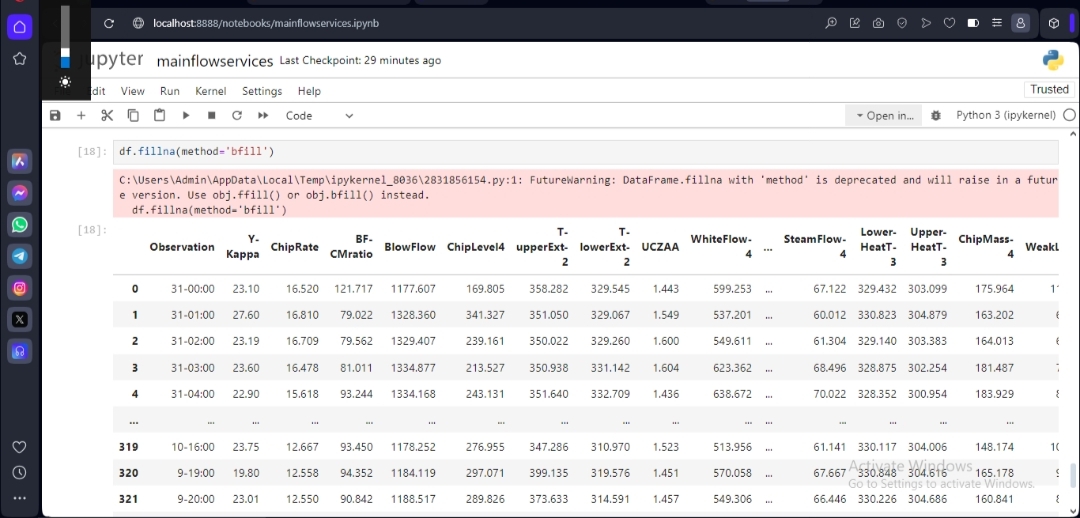 localhost:8888/notebooks/mainflowservices.ipynb
upyter mainflowservices Last Checkpoint: 29 minutes ago
dit View Run Kernel Settings Help Trusted
Code Open in... Python 3 (ipykernel)
[18]: df.fillna(method='bfill')
C:\Users\Admin\AppData\Local\Temp\ipykernel_8036\2831856154.py:1: FutureWarning: DataFrame.fillna with 'method' is deprecated and will raise in a futur
e version. Use obj.ffill() or obj.bfill() instead.
df.fillna(method='bfill')
[18]:
Observation Y-Kappa ChipRate BF-CMratio BlowFlow ChipLevel4 T-upperExt-2 T-lowerExt-2 UCZAA WhiteFlow-4 ... SteamFlow-4 Lower-HeatT-3 Upper-HeatT-3 ChipMass-4 WeakL
0 31-00:00 23.10 16.520 121.717 1177.607 169.805 358.282 329.545 1.443 599.253 ... 67.122 329.432 303.099 175.964 1
1 31-01:00 27.60 16.810 79.022 1328.360 341.327 351.050 329.067 1.549 537.201 ... 60.012 330.823 304.879 163.202
2 31-02:00 23.19 16.709 79.562 1329.407 239.161 350.022 329.260 1.600 549.611 ... 61.304 329.140 303.383 164.013
3 31-03:00 23.60 16.478 81.011 1334.877 213.527 350.938 331.142 1.604 623.362 ... 68.496 328.875 302.254 181.487
4 31-04:00 22.90 15.618 93.244 1334.168 243.131 351.640 332.709 1.436 638.672 ... 70.022 328.352 300.954 183.929
... ... ... ... ... ... ... ... ... ... ... ... ... ... ... ...
319 10-16:00 23.75 12.667 93.450 1178.252 276.955 347.286 310.970 1.523 513.956 ... 61.141 330.117 304.006 148.174 10
320 9-19:00 19.80 12.558 94.352 1184.119 297.071 399.135 319.576 1.451 570.058 ... 67.667 330.848 304.616 165.178
321 9-20:00 23.01 12.550 90.842 1188.517 289.826 373.633 314.591 1.457 549.306 ... 66.446 330.226 304.686 160.841
Activate Windows
Go to Settings to activate Windows.